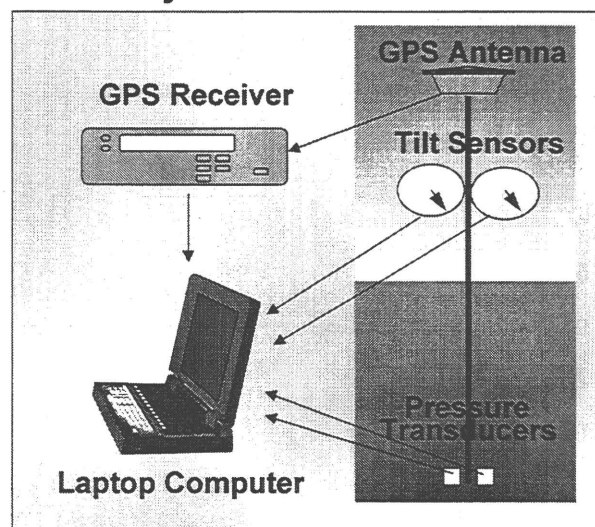 GPS Antenna
GPS Receiver
Tilt Sensors
Pressure
Transducers
Laptop Computer